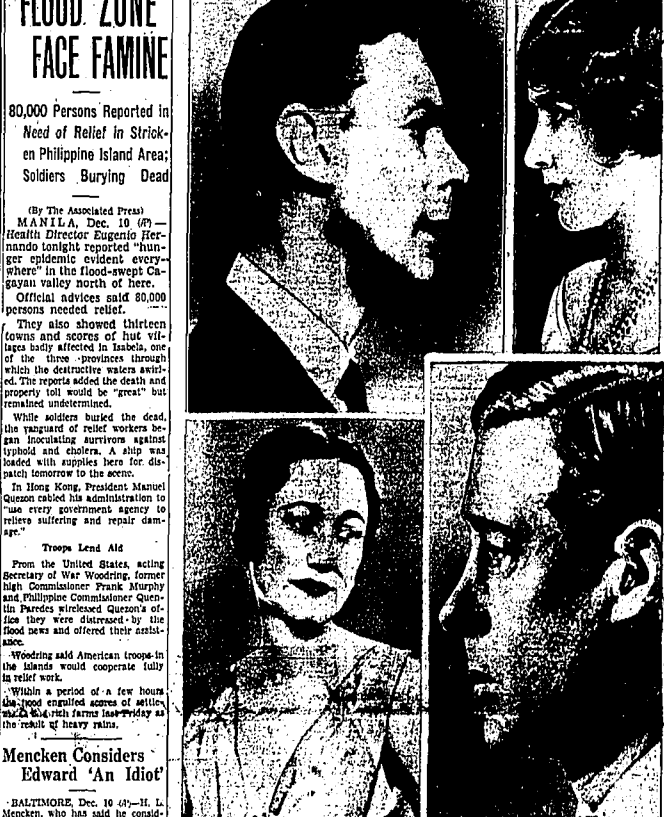 FLOOD ZONE
FACE FAMINE
80,000 Persons Reported in
Need of Relief in Strick-
en Philippine Island Area;
Soldiers Burying Dead
(By The Associated Press)
MANILA, Dec. 10 (AP)—
Health Director Eugenio Her-
nando tonight reported "hun-
ger epidemic evident every-
where" in the flood-swept Ca-
gayan valley north of here.
Official advices said 80,000
persons needed relief.
They also showed thirteen
towns and scores of hut vil-
lages badly affected in Isabela, one
of the three provinces through
which the destructive waters swirl-
ed. The reports added the death and
property toll would be "great" but
remained undetermined.
While soldiers buried the dead,
the vanguard of relief workers be-
gan inoculating survivors against
typhoid and cholera. A ship was
loaded with supplies here for dis-
patch tomorrow to the scene.
In Hong Kong, President Manuel
Quezon cabled his administration to
"use every government agency to
relieve suffering and repair dam-
age."
Troops Lend Aid
From the United States, acting
Secretary of War Woodring, former
high Commissioner Frank Murphy
and Philippine Commissioner Quen-
tin Paredes wirelessed Quezon's of-
fice they were distressed by the
flood news and offered their assist-
ance.
Woodring said American troops in
the islands would cooperate fully
in relief work.
Within a period of a few hours
the flood engulfed scores of settle-
and rich farms last Friday as
the result of heavy rains.
Mencken Considers
Edward 'An Idiot'
BALTIMORE, Dec. 10 (AP)—H. L.
Mencken, who has said he consid-